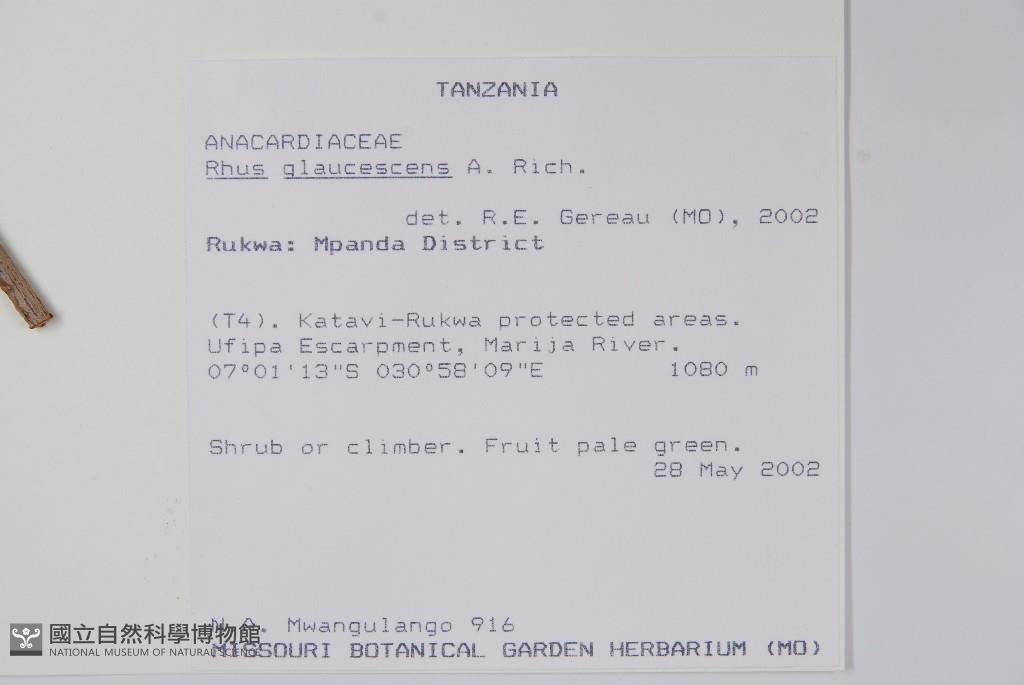 TANZANIA
ANACARDIACEAE
Rhus glaucescens A. Rich.
det. R.E. Gereau (MO), 2002
Rukwa: Mpanda District
(T4). Katavi-Rukwa protected areas.
Ufipa Escarpment, Marija River.
07°01'13"S 030°58'09"E 1080 m
Shrub or climber. Fruit pale green.
28 May 2002
N.A. Mwangulango 916
MISSOURI BOTANICAL GARDEN HERBARIUM (MO)
國立自然科學博物館
NATIONAL MUSEUM OF NATURAL SCIENCE